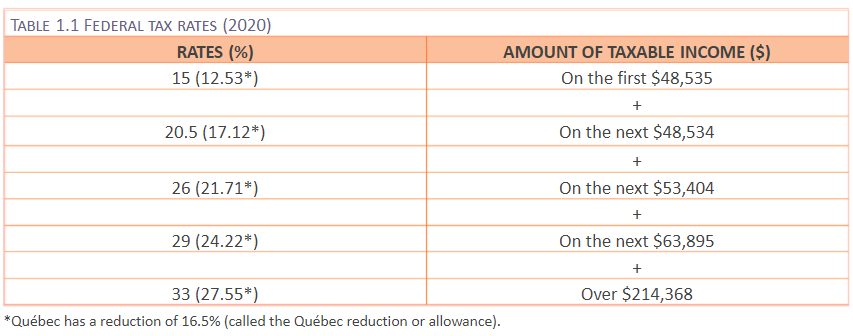 TABLE 1.1 FEDERAL TAX RATES (2020)
RATES (%) AMOUNT OF TAXABLE INCOME ($)
15 (12.53*) On the first $48,535
+
20.5 (17.12*) On the next $48,534
+
26 (21.71*) On the next $53,404
+
29 (24.22*) On the next $63,895
+
33 (27.55*) Over $214,368
*Québec has a reduction of 16.5% (called the Québec reduction or allowance).